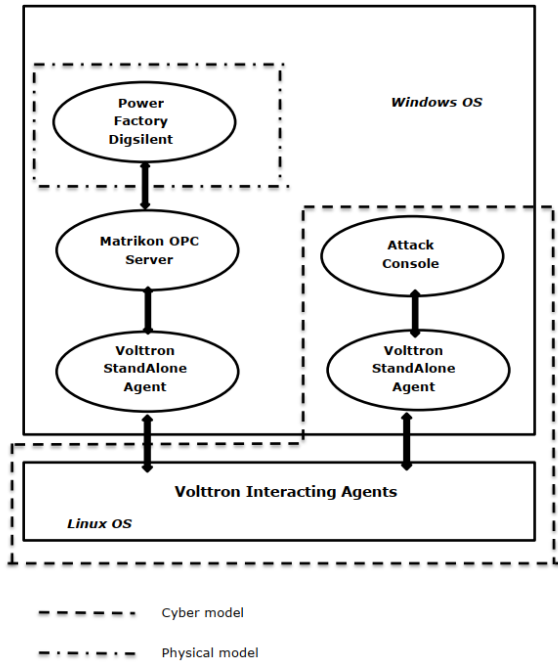 Power
Factory
Digsilent
Windows OS
Matrikon OPC
Server
Attack
Console
Volttron
StandAlone
Agent
Volttron
StandAlone
Agent
Volttron Interacting Agents
Linux OS
Cyber model
Physical model